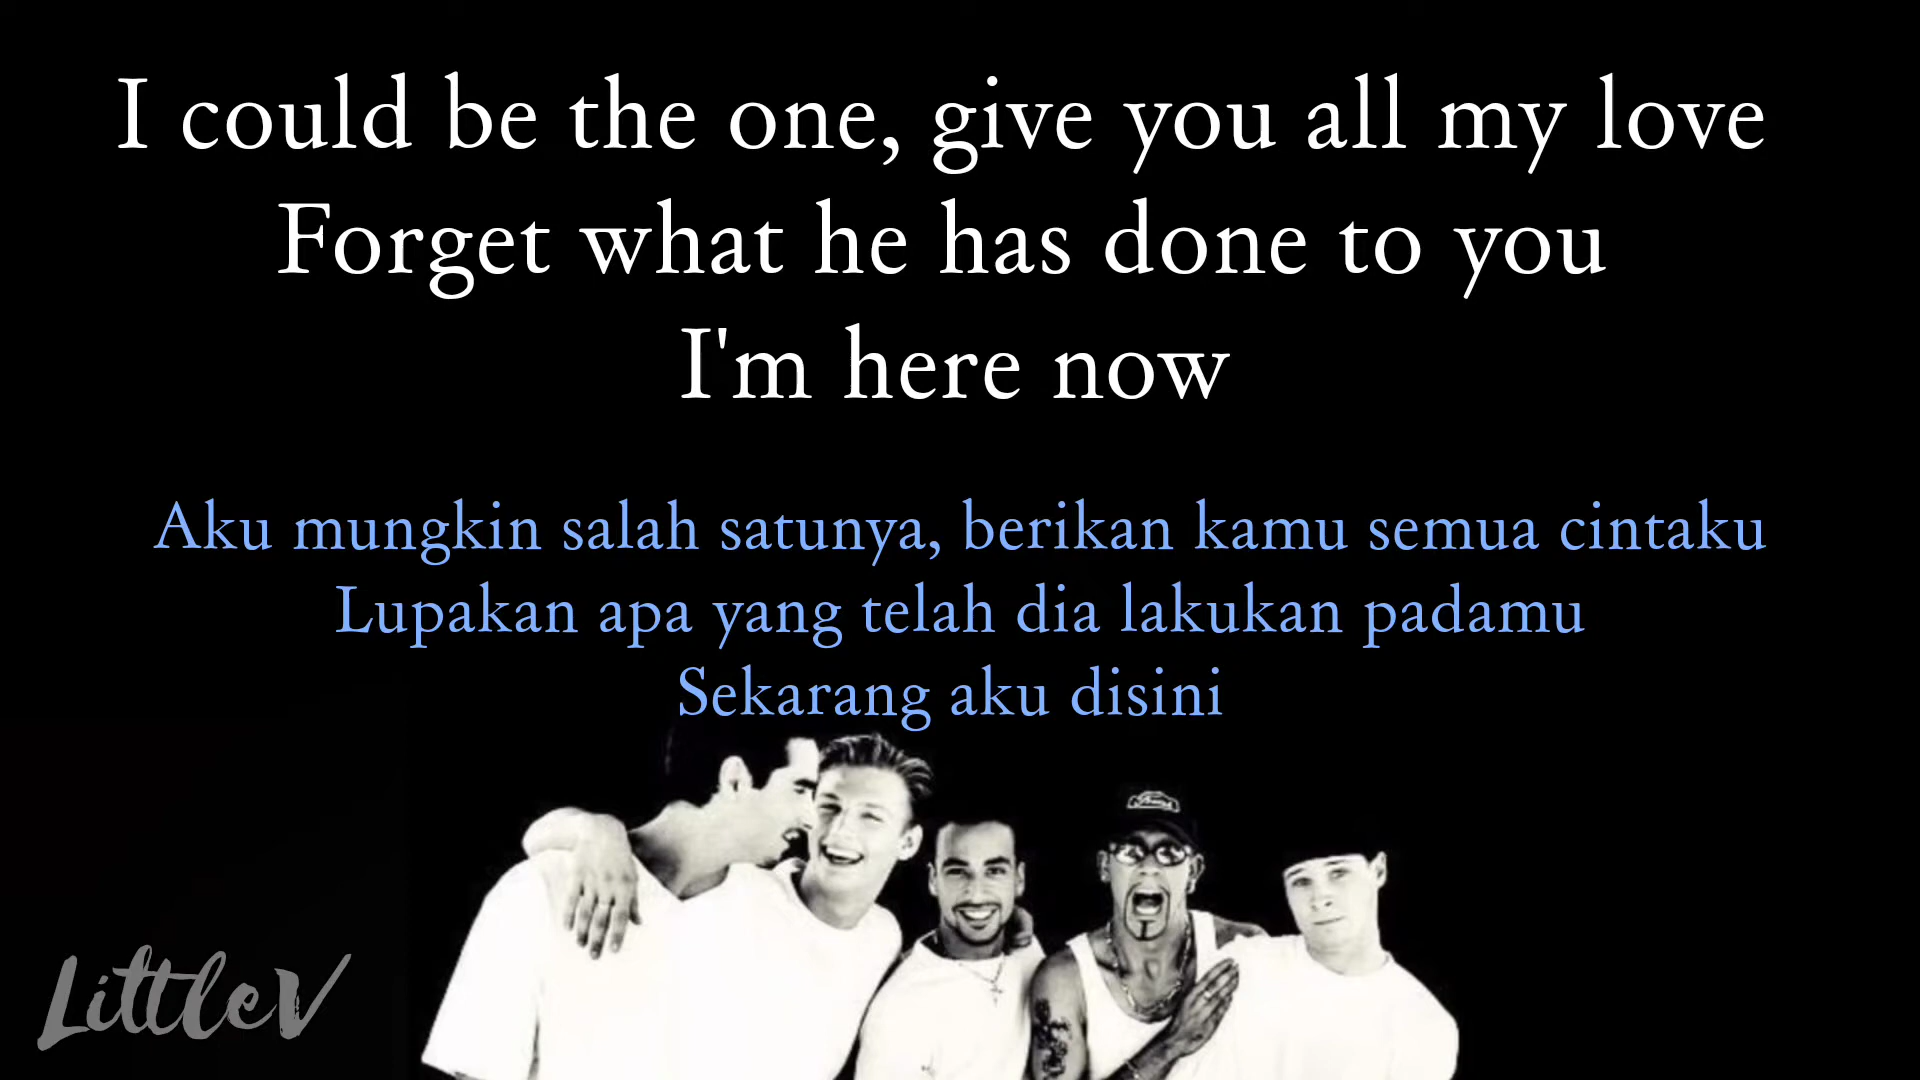 I could be the one, give you all my love
Forget what he has done to you
I'm here now
Aku mungkin salah satunya, berikan kamu semua cintaku
Lupakan apa yang telah dia lakukan padamu
Sekarang aku disini
LittleV